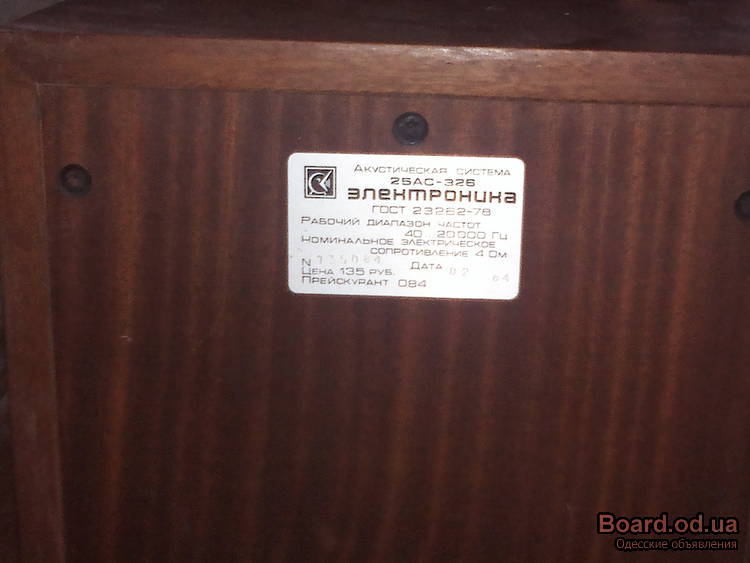 Акустическая система
25АС-326
электроника
ГОСТ 23262-78
Рабочий диапазон частот
40...20000 Гц
Номинальное электрическое
сопротивление 4 Ом
N Дата 02
Цена 135 руб.
Прейскурант 084
Board.od.ua
Одесские объявления